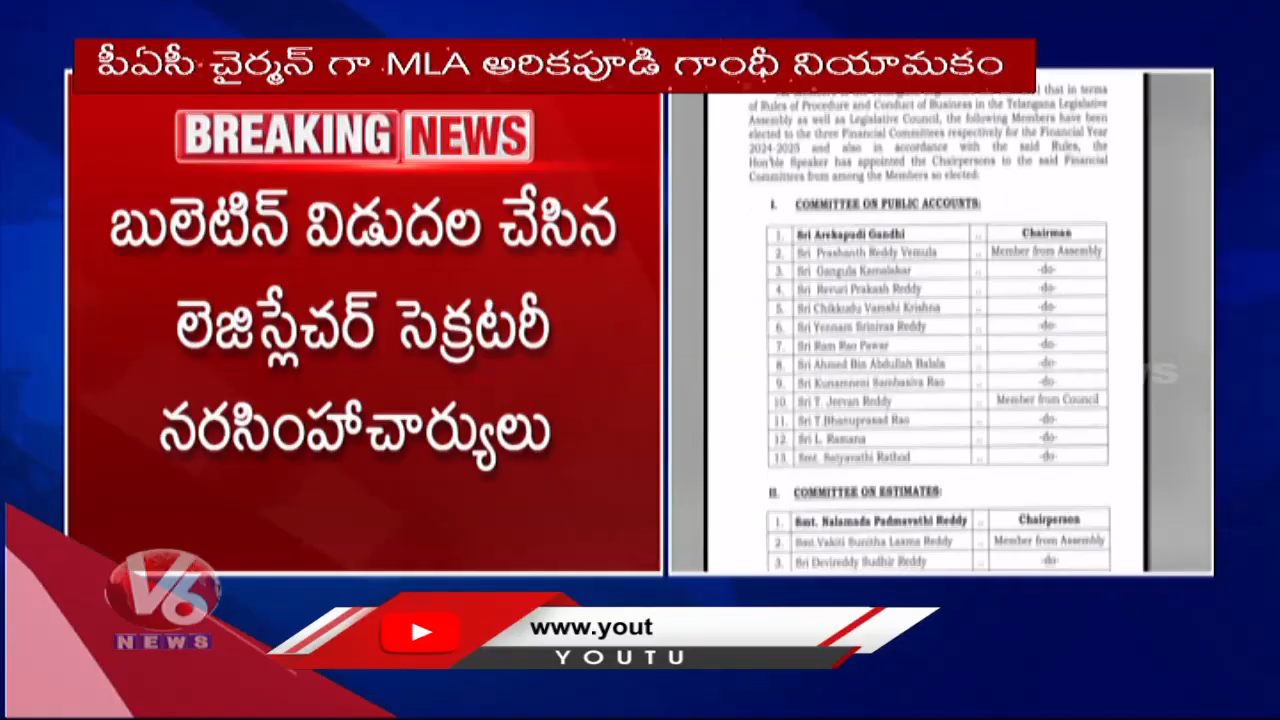 పీఏసీ చైర్మన్ గా MLA అరికపూడి గాంధీ నియామకం
BREAKING NEWS
బులెటిన్ విడుదల చేసిన
లెజిస్లేచర్ సెక్రటరీ
నరసింహాచార్యులు
that in terms
of Rules of Procedure and Conduct of Business in the Telangana Legislative
Assembly as well as Legislative Council, the following Members have been
elected to the three Financial Committees respectively for the Financial Year
2024-2025 and also in accordance with the said Rules, the
Hon'ble Speaker has appointed the Chairpersons to the said Financial
Committees from among the Members so elected:
I. COMMITTEE ON PUBLIC ACCOUNTS:
1. Sri Arekapudi Gandhi .. Chairman
2. Sri Prashanth Reddy Vemula .. Member from Assembly
3. Sri Gangula Kamalakar .. -do-
4. Sri Revuri Prakash Reddy .. -do-
5. Sri Chikkudu Vamshi Krishna .. -do-
6. Sri Yennam Srinivas Reddy .. -do-
7. Sri Ram Rao Pawar .. -do-
8. Sri Ahmed Bin Abdullah Balala .. -do-
9. Sri Kunamneni Sambasiva Rao .. -do-
10. Sri T. Jeevan Reddy .. Member from Council
11. Sri T.Bhanuprasad Rao .. -do-
12. Sri L. Ramana .. -do-
13. Smt. Satyavathi Rathod .. -do-
II. COMMITTEE ON ESTIMATES:
1. Smt. Nalamada Padmavathi Reddy .. Chairperson
2. Smt.Vakiti Sunitha Laxma Reddy .. Member from Assembly
3. Sri Devireddy Sudhir Reddy .. -do-
V6
NEWS
www.yout
YOUTU